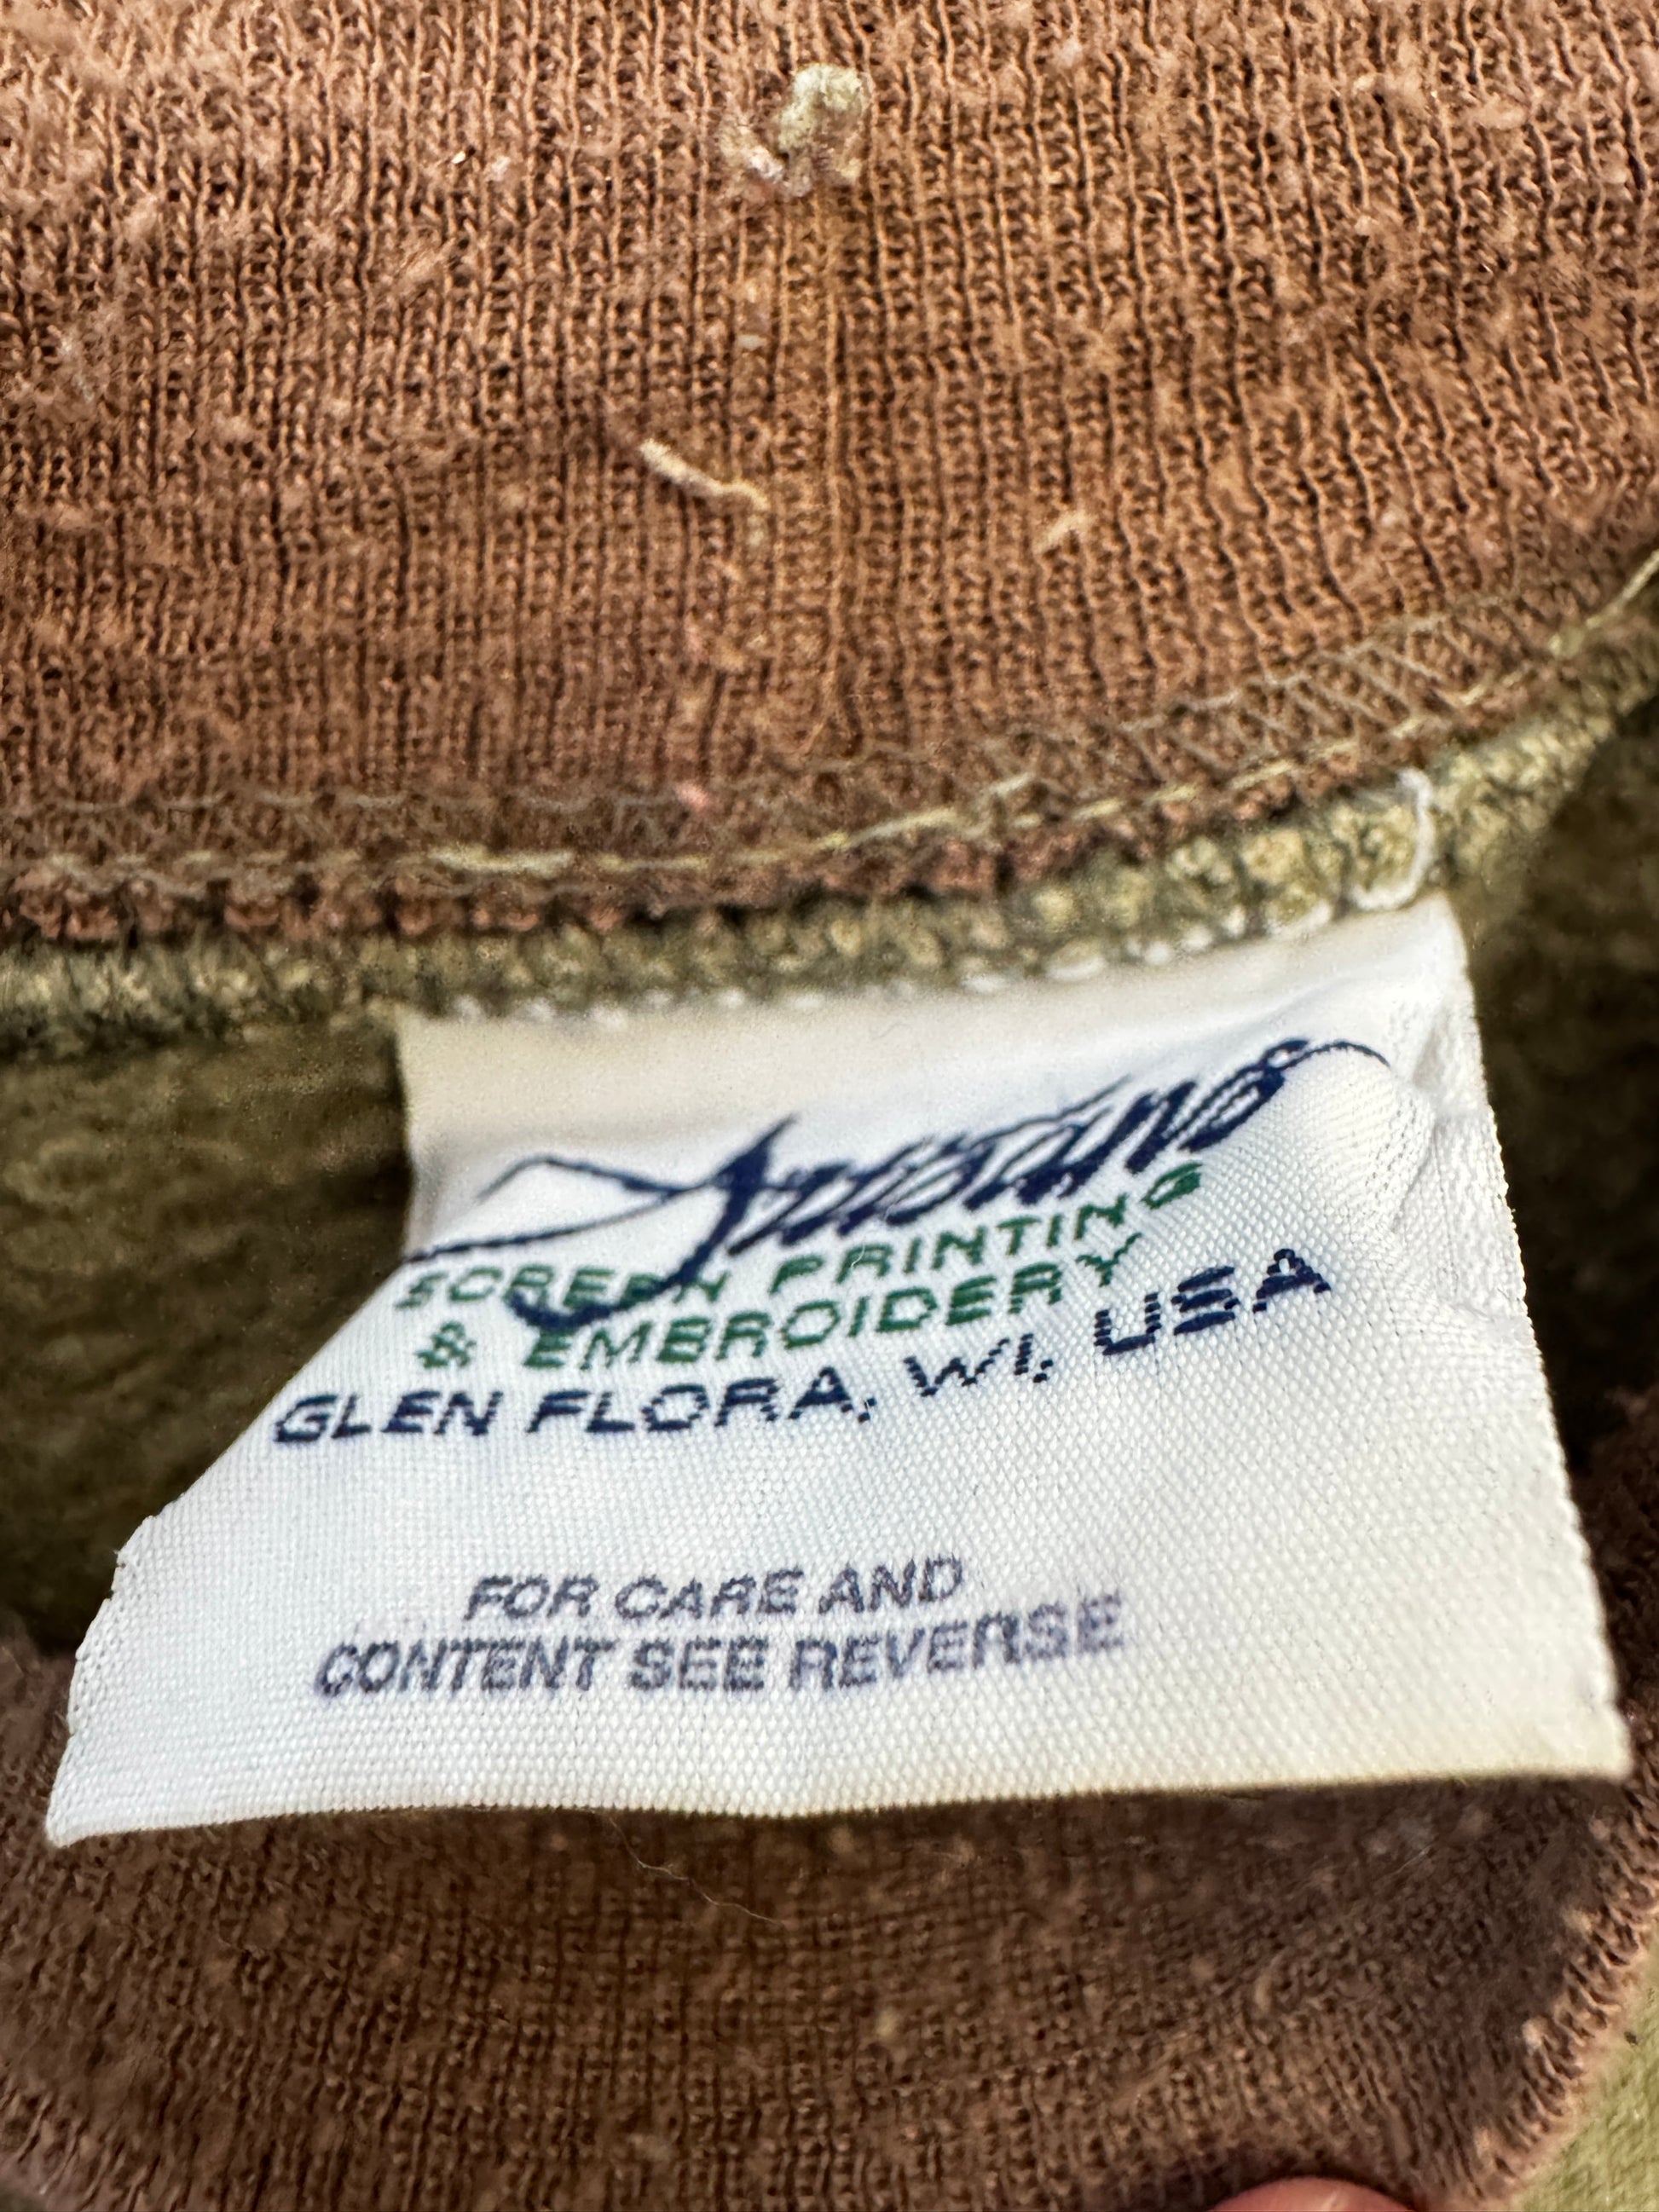 SCREEN PRINTING
& EMBROIDERY
GLEN FLORA, WI, USA
FOR CARE AND
CONTENT SEE REVERSE